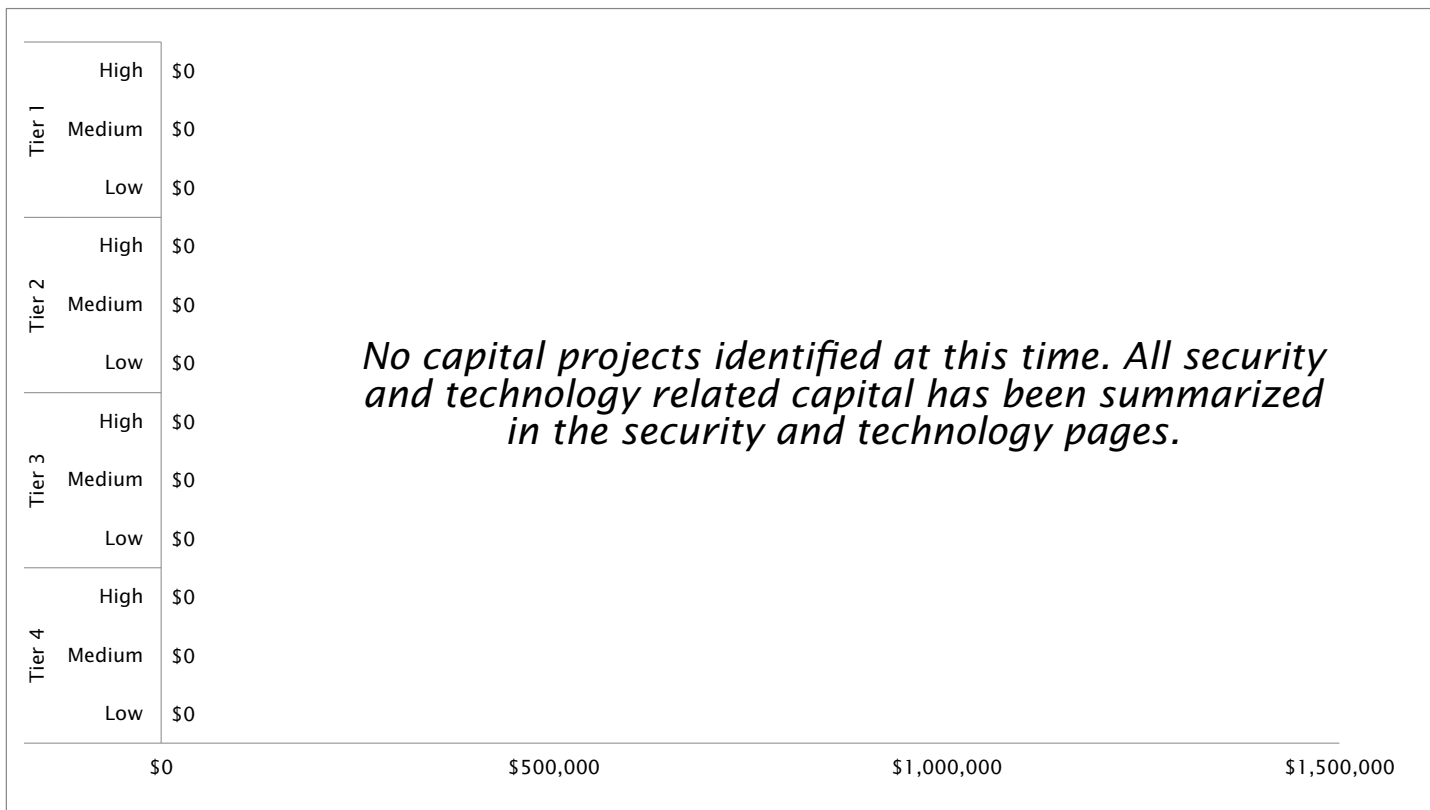 Tier 1
High $0
Medium $0
Low $0
Tier 2
High $0
Medium $0
Low $0
Tier 3
High $0
Medium $0
Low $0
Tier 4
High $0
Medium $0
Low $0
No capital projects identified at this time. All security
and technology related capital has been summarized
in the security and technology pages.
$0 $500,000 $1,000,000 $1,500,000